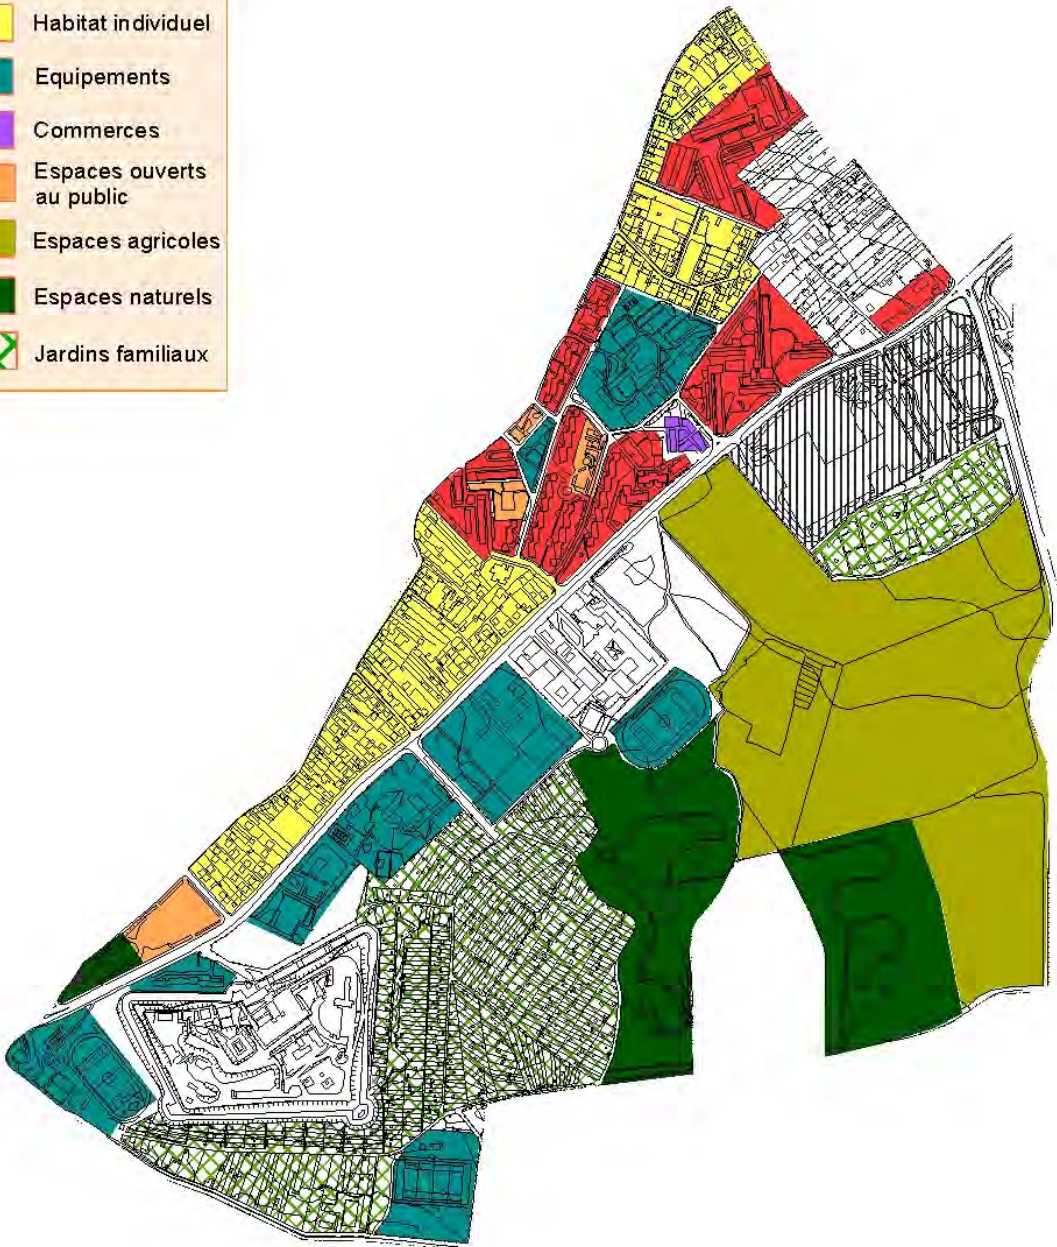 Habitat individuel
Equipements
Commerces
Espaces ouverts
au public
Espaces agricoles
Espaces naturels
Jardins familiaux